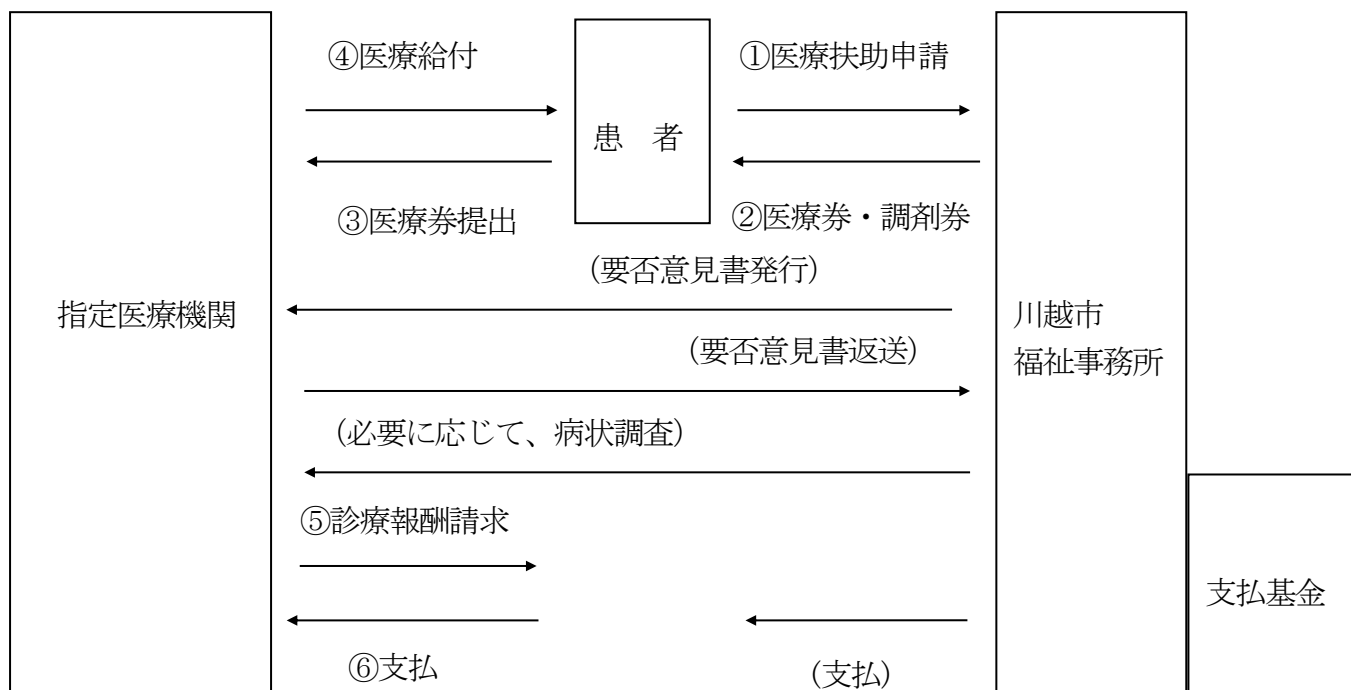 ④医療給付
①医療扶助申請
患　者
③医療券提出
②医療券・調剤券
(要否意見書発行)
指定医療機関
川越市
福祉事務所
(要否意見書返送)
(必要に応じて、病状調査)
⑤診療報酬請求
支払基金
⑥支払
(支払)